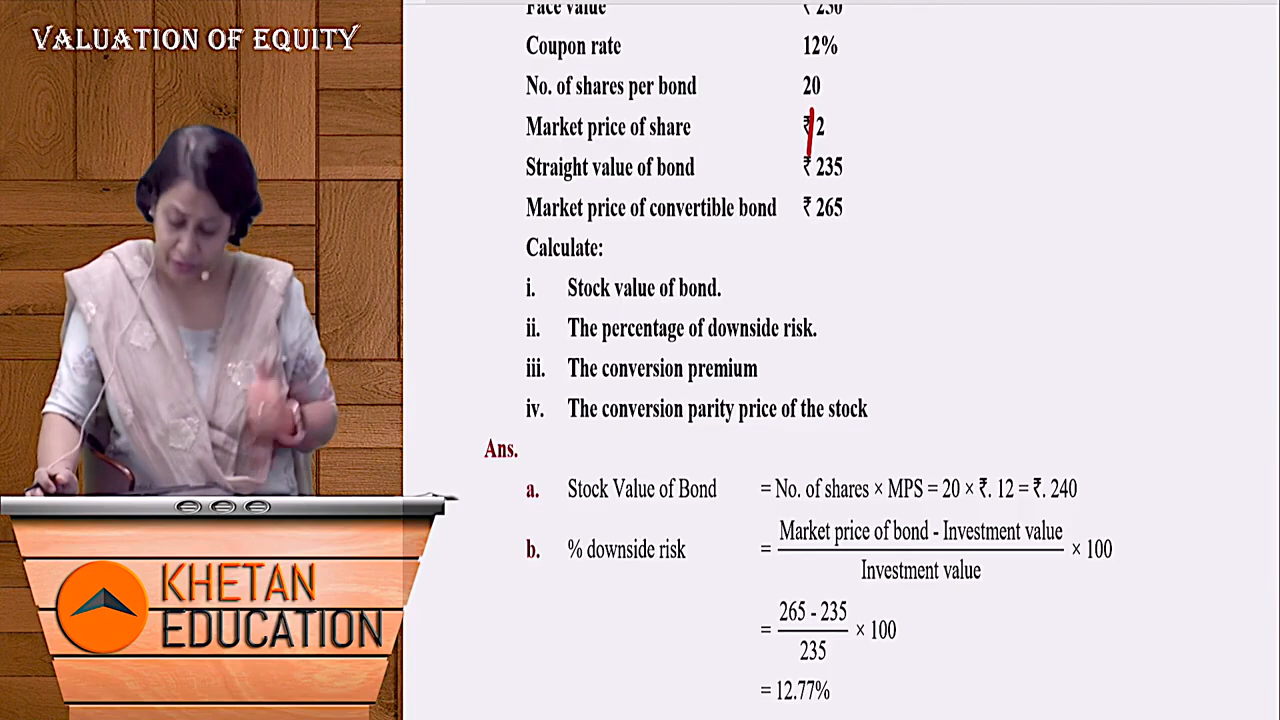 VALUATION OF EQUITY
Face value ₹ 250
Coupon rate 12%
No. of shares per bond 20
Market price of share ₹ 2
Straight value of bond ₹ 235
Market price of convertible bond ₹ 265
Calculate:
i. Stock value of bond.
ii. The percentage of downside risk.
iii. The conversion premium
iv. The conversion parity price of the stock
Ans.
a. Stock Value of Bond = No. of shares × MPS = 20 × ₹. 12 = ₹. 240
b. % downside risk = Market price of bond - Investment value / Investment value × 100
= 265 - 235 / 235 × 100
= 12.77%
KHETAN
EDUCATION